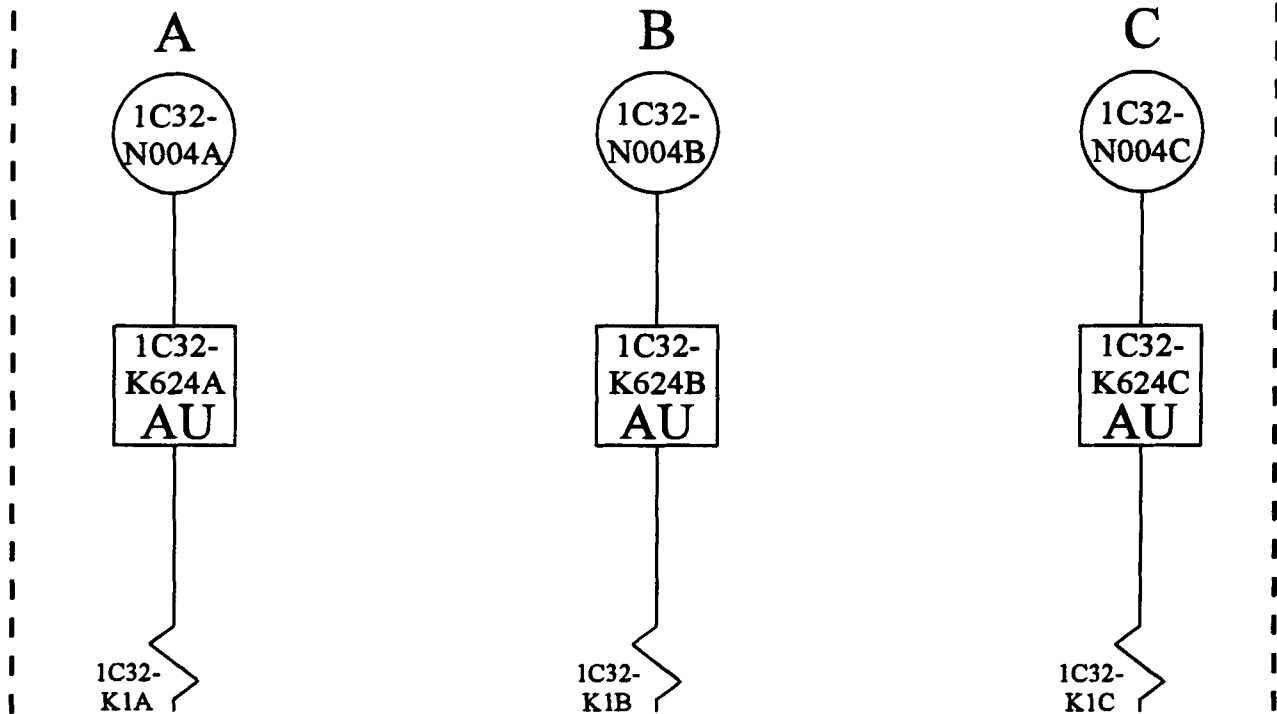 A
B
C
1C32-
N004A
1C32-
N004B
1C32-
N004C
1C32-
K624A
AU
1C32-
K624B
AU
1C32-
K624C
AU
1C32-
K1A
1C32-
K1B
1C32-
K1C